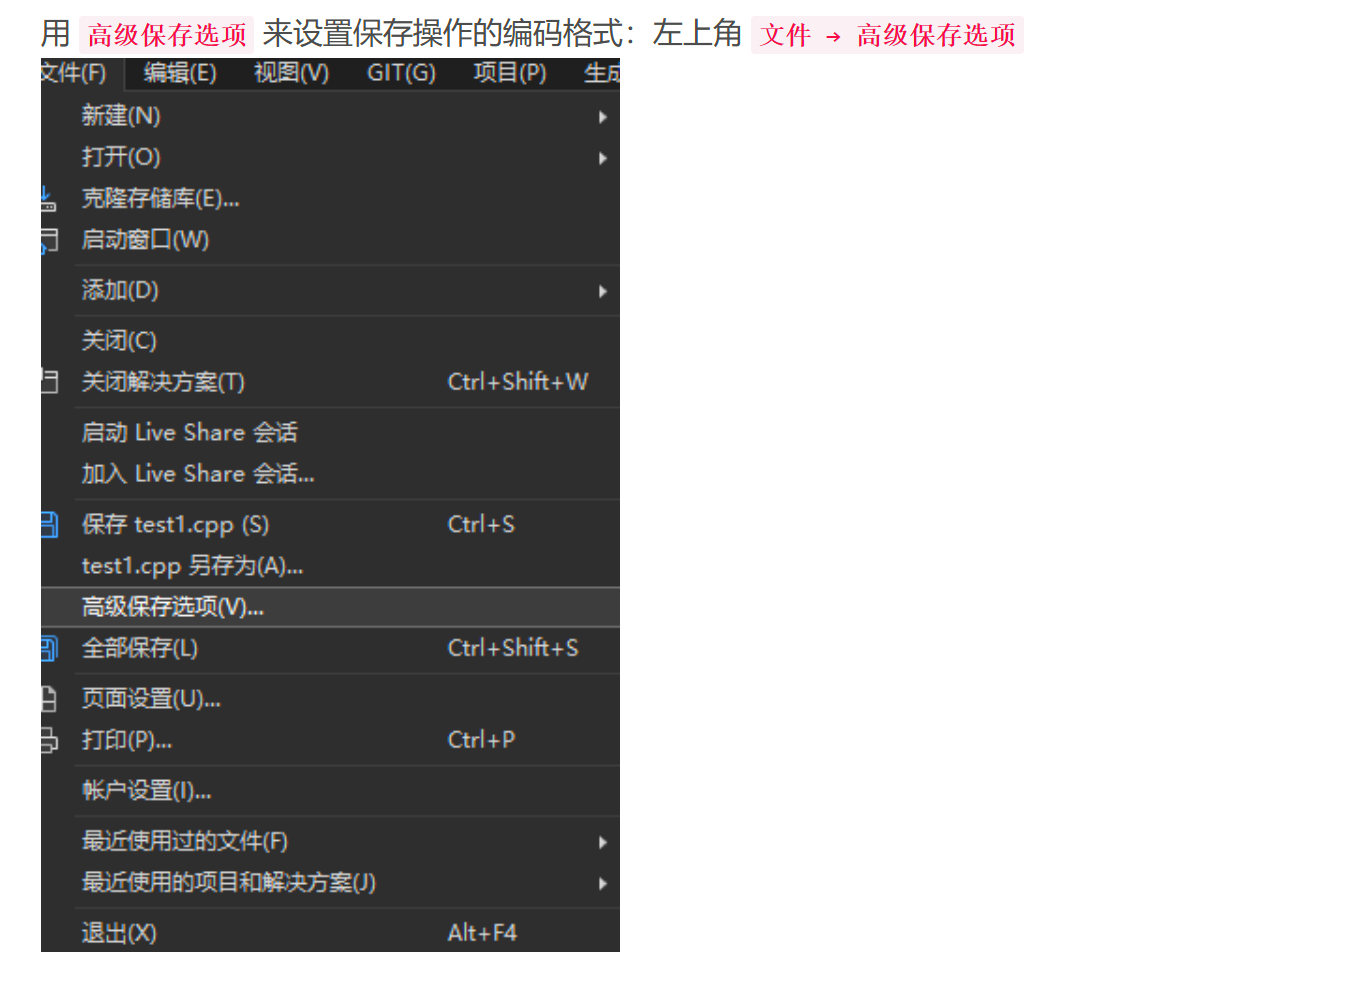 用 高级保存选项 来设置保存操作的编码格式：左上角 文件 → 高级保存选项
文件(F) 编辑(E) 视图(V) GIT(G) 项目(P) 生成
新建(N)
打开(O)
克隆存储库(E)...
启动窗口(W)
添加(D)
关闭(C)
关闭解决方案(T) Ctrl+Shift+W
启动 Live Share 会话
加入 Live Share 会话...
保存 test1.cpp (S) Ctrl+S
test1.cpp 另存为(A)...
高级保存选项(V)...
全部保存(L) Ctrl+Shift+S
页面设置(U)...
打印(P)... Ctrl+P
帐户设置(I)...
最近使用过的文件(F)
最近使用的项目和解决方案(J)
退出(X) Alt+F4